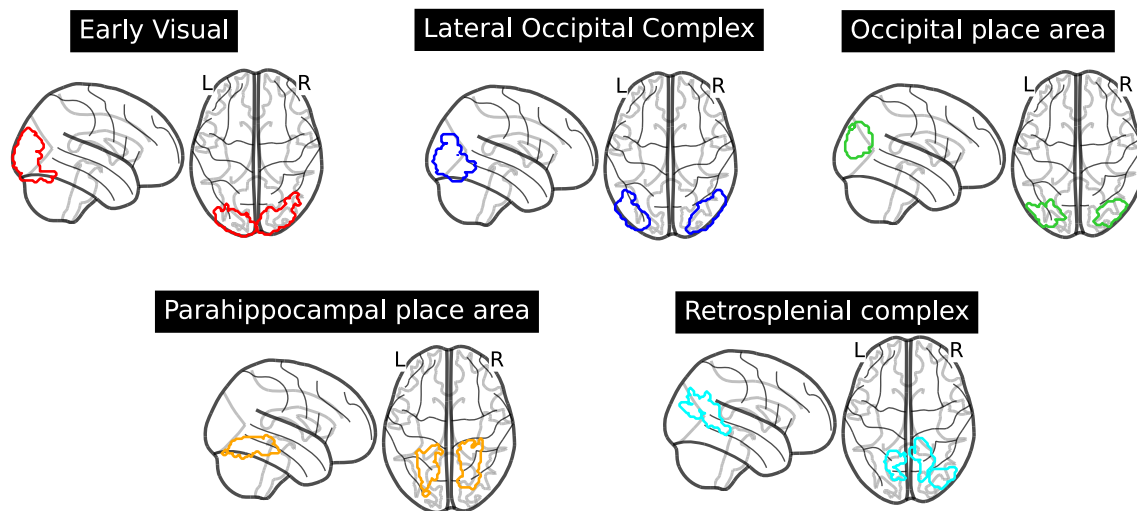 Early Visual
Lateral Occipital Complex
Occipital place area
L R
L R
L R
Parahippocampal place area
Retrosplenial complex
L R
L R